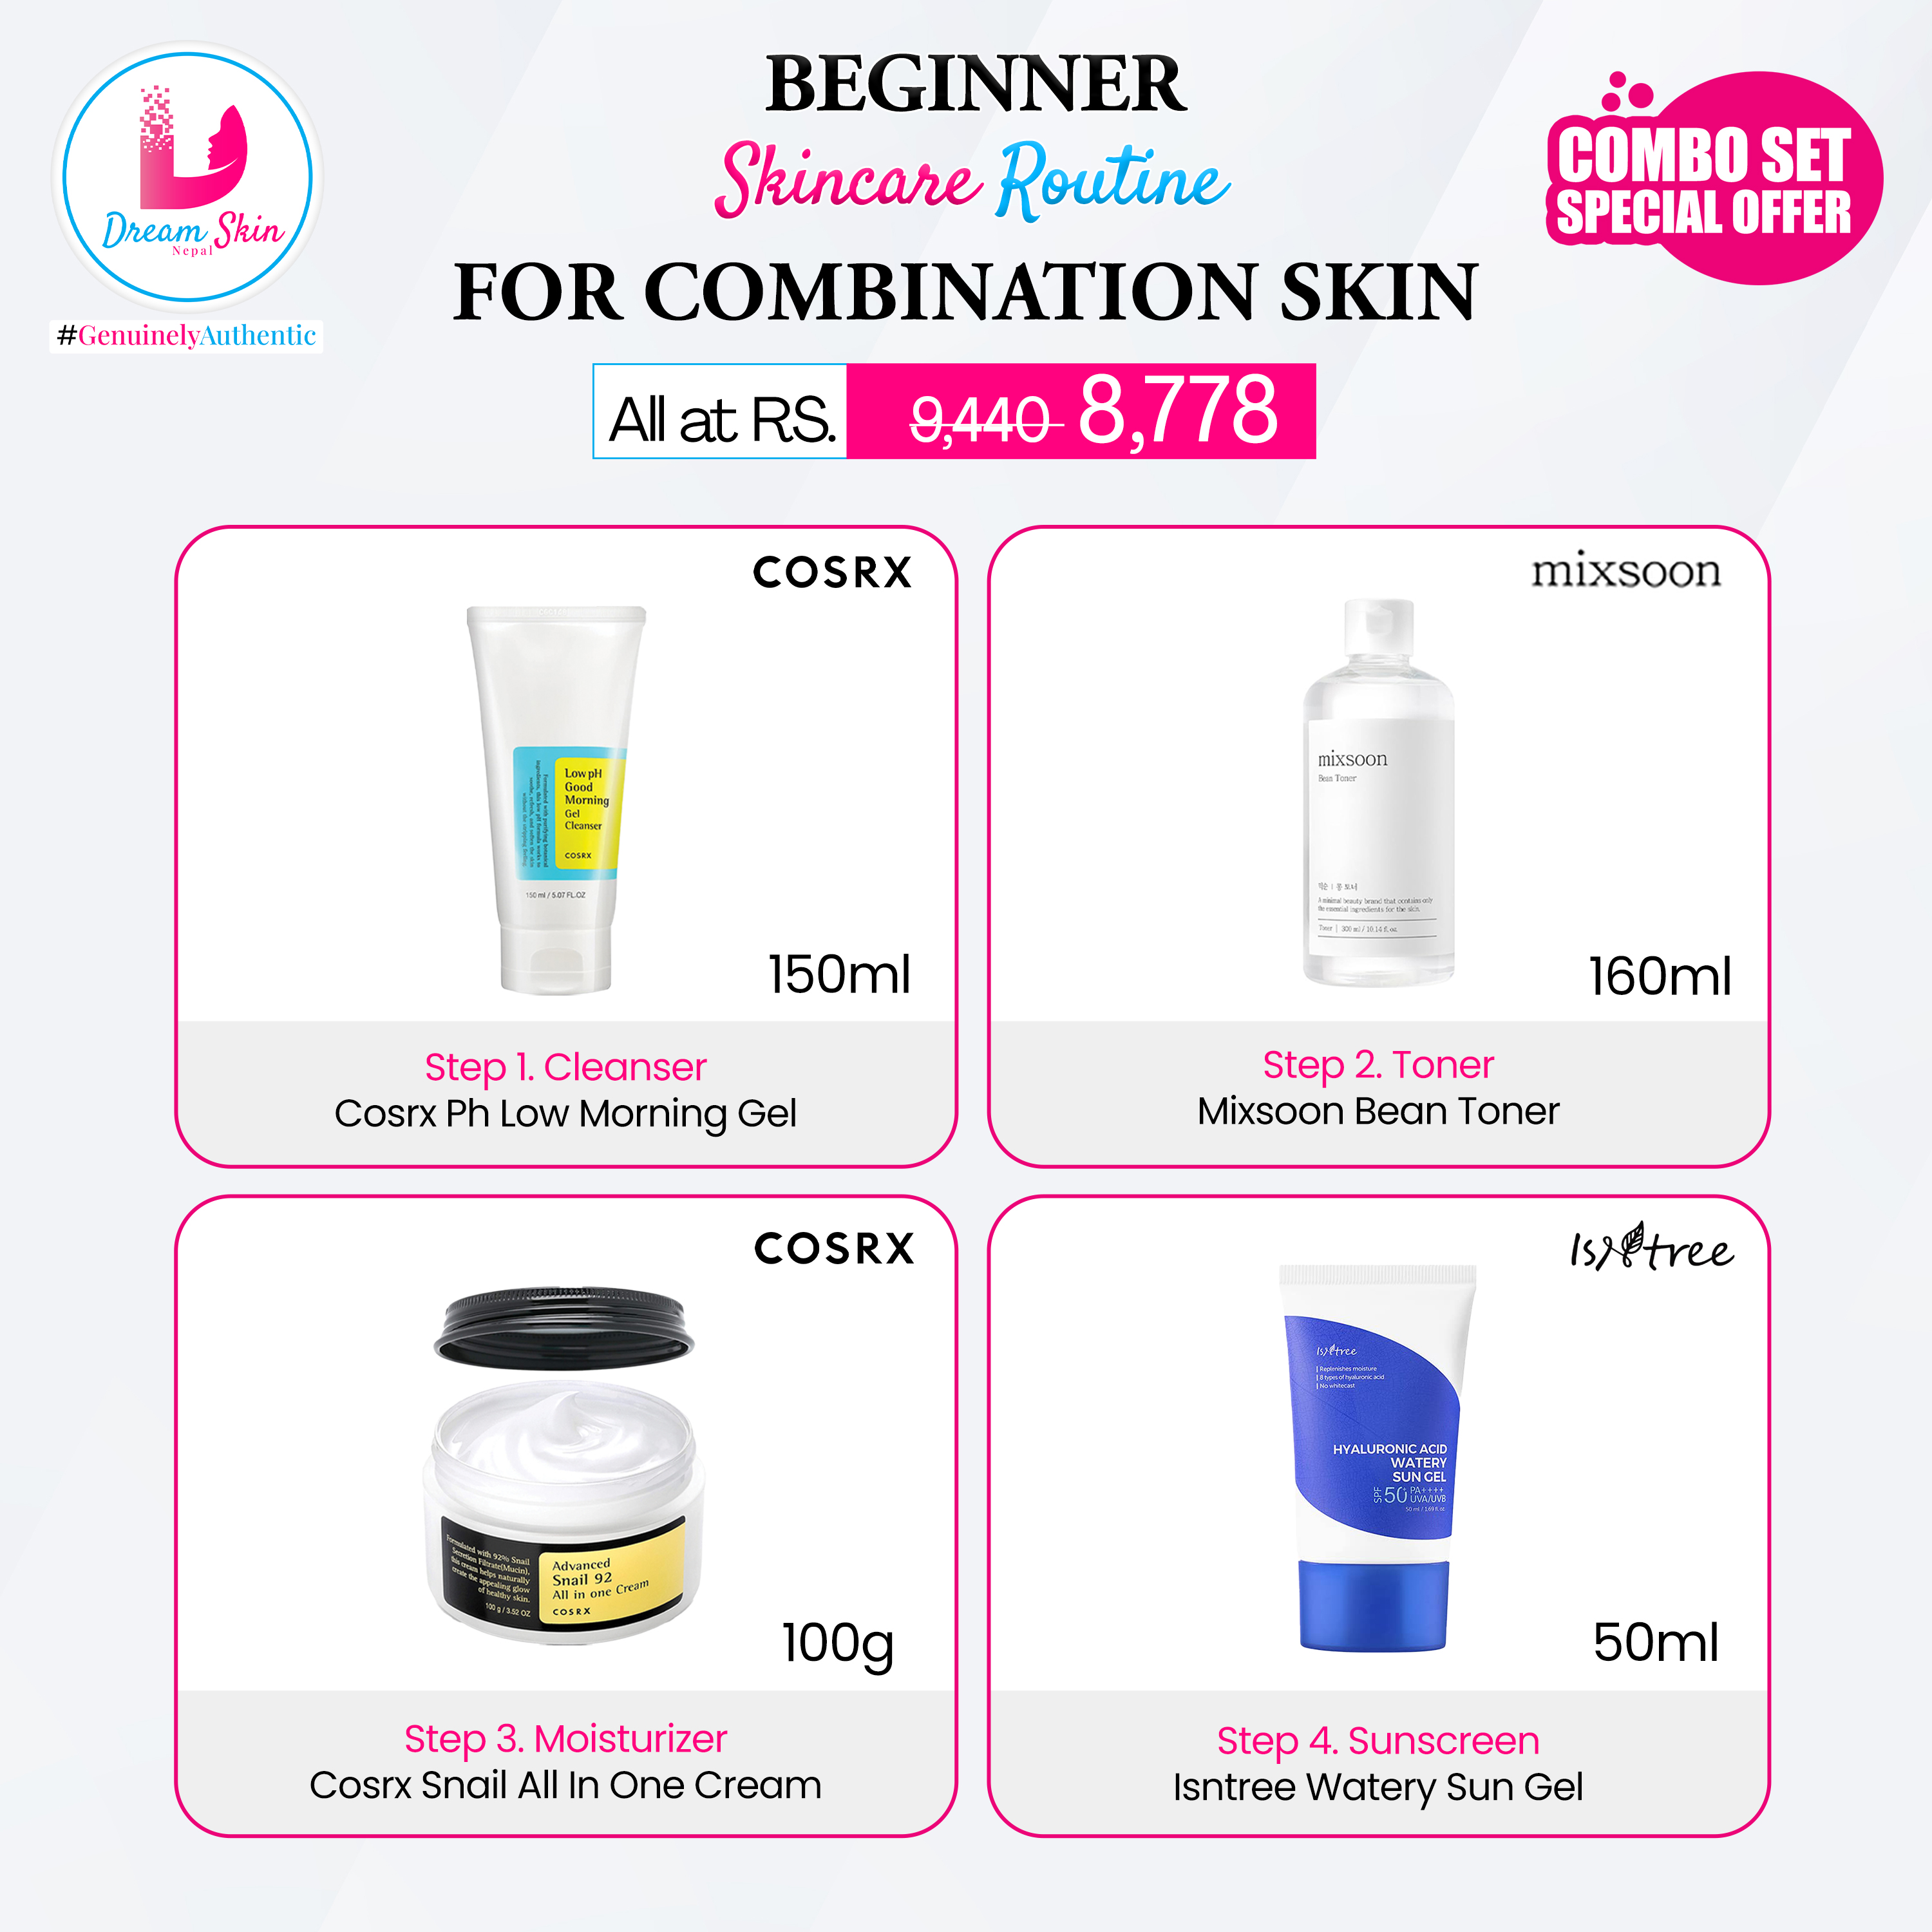 Dream Skin
Nepal
#GenuinelyAuthentic
BEGINNER
Skincare Routine
FOR COMBINATION SKIN
COMBO SET
SPECIAL OFFER
All at RS. 9,440 8,778
COSRX
Low pH
Good
Morning
Gel
Cleanser
COSRX
150 ml / 5.07 FL.OZ
150ml
Step 1. Cleanser
Cosrx Ph Low Morning Gel
mixsoon
mixsoon
Bean Toner
믹순 | 콩 토너
A minimal beauty brand that contains only
the essential ingredients for the skin.
Toner | 300 ml / 10.14 fl.oz
160ml
Step 2. Toner
Mixsoon Bean Toner
COSRX
Formulated with 92% Snail
Secretion Filtrate(Mucin),
this cream helps naturally
create the appealing glow
of healthy skin.
100 g / 3.52 OZ
Advanced
Snail 92
All in one Cream
COSRX
100g
Step 3. Moisturizer
Cosrx Snail All In One Cream
Isntree
Isntree
Replenishes moisture
8 types of hyaluronic acid
No whitecast
HYALURONIC ACID
WATERY
SUN GEL
SPF 50+ PA++++
UVA/UVB
50 ml / 1.69 fl. oz.
50ml
Step 4. Sunscreen
Isntree Watery Sun Gel